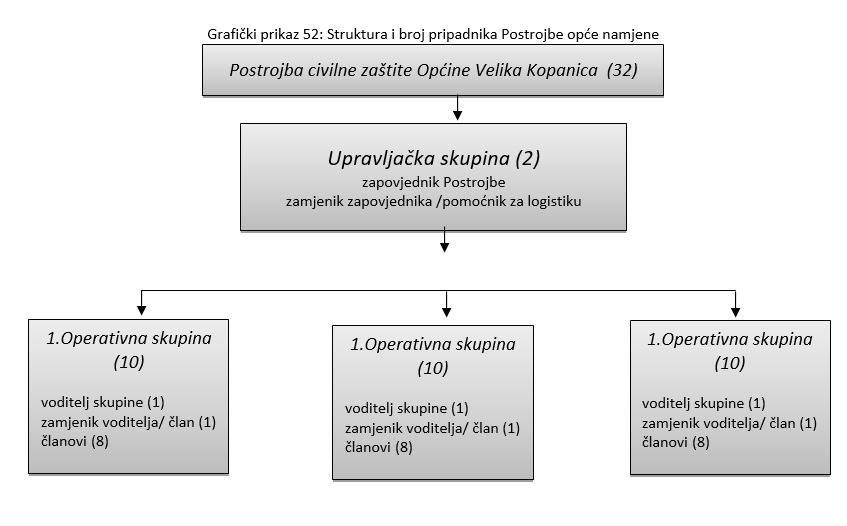 Grafički prikaz 52: Struktura i broj pripadnika Postrojbe opće namjene
Postrojba civilne zaštite Općine Velika Kopanica (32)
Upravljačka skupina (2)
zapovjednik Postrojbe
zamjenik zapovjednika /pomoćnik za logistiku
1.Operativna skupina
(10)
voditelj skupine (1)
zamjenik voditelja/ član (1)
članovi (8)
1.Operativna skupina
(10)
voditelj skupine (1)
zamjenik voditelja/ član (1)
članovi (8)
1.Operativna skupina
(10)
voditelj skupine (1)
zamjenik voditelja/ član (1)
članovi (8)